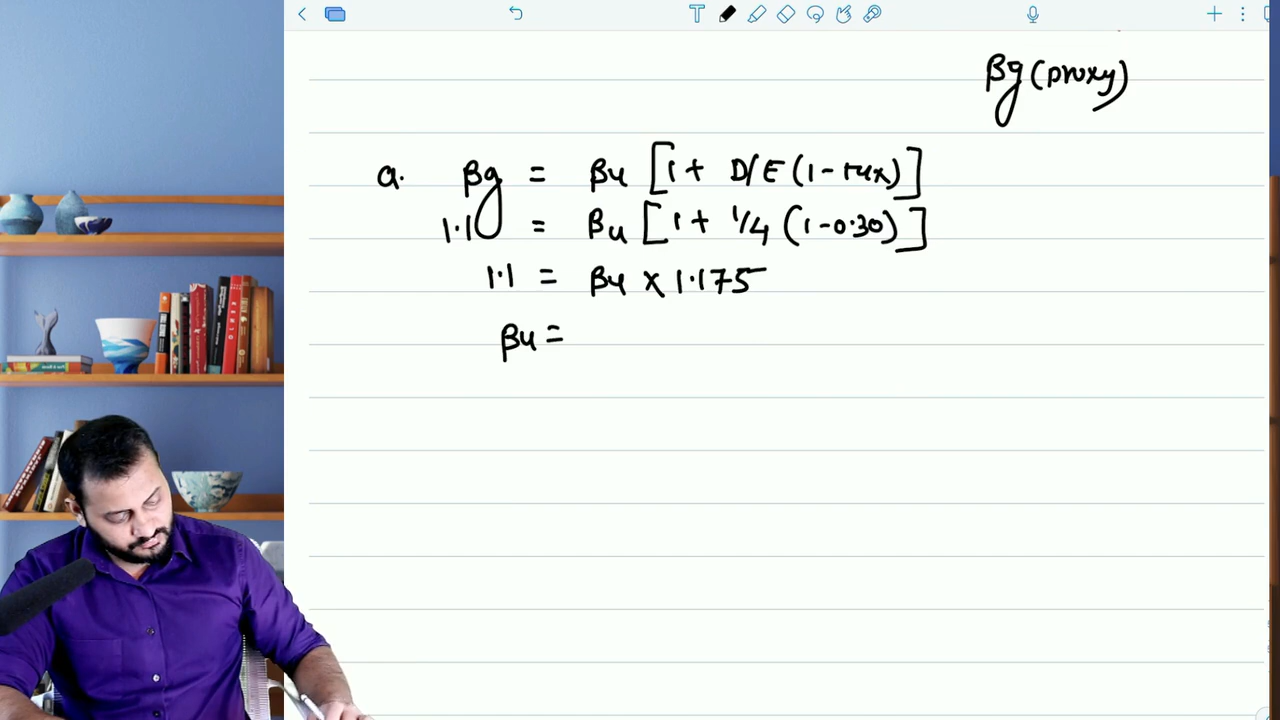 βg (proxy)
a. βg = βu [1 + D/E (1 - tax)]
1.1 = βu [1 + 1/4 (1 - 0.30)]
1.1 = βu x 1.175
βu =